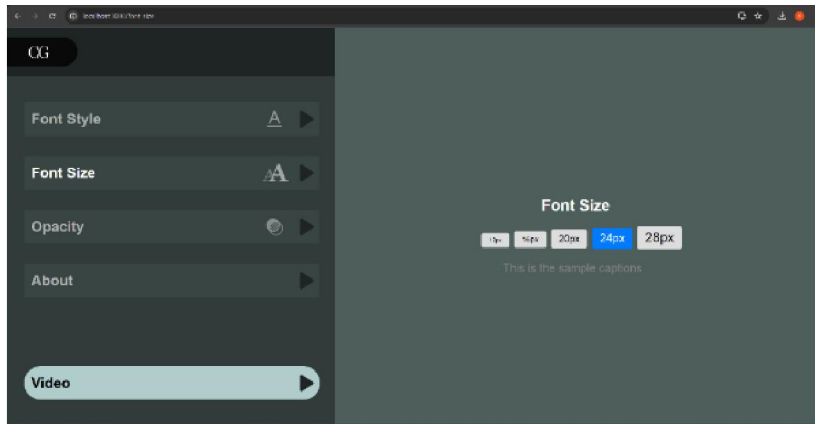 CG
Font Style
Font Size
Opacity
About
Video
Font Size
20px 24px 28px
This is the sample captions